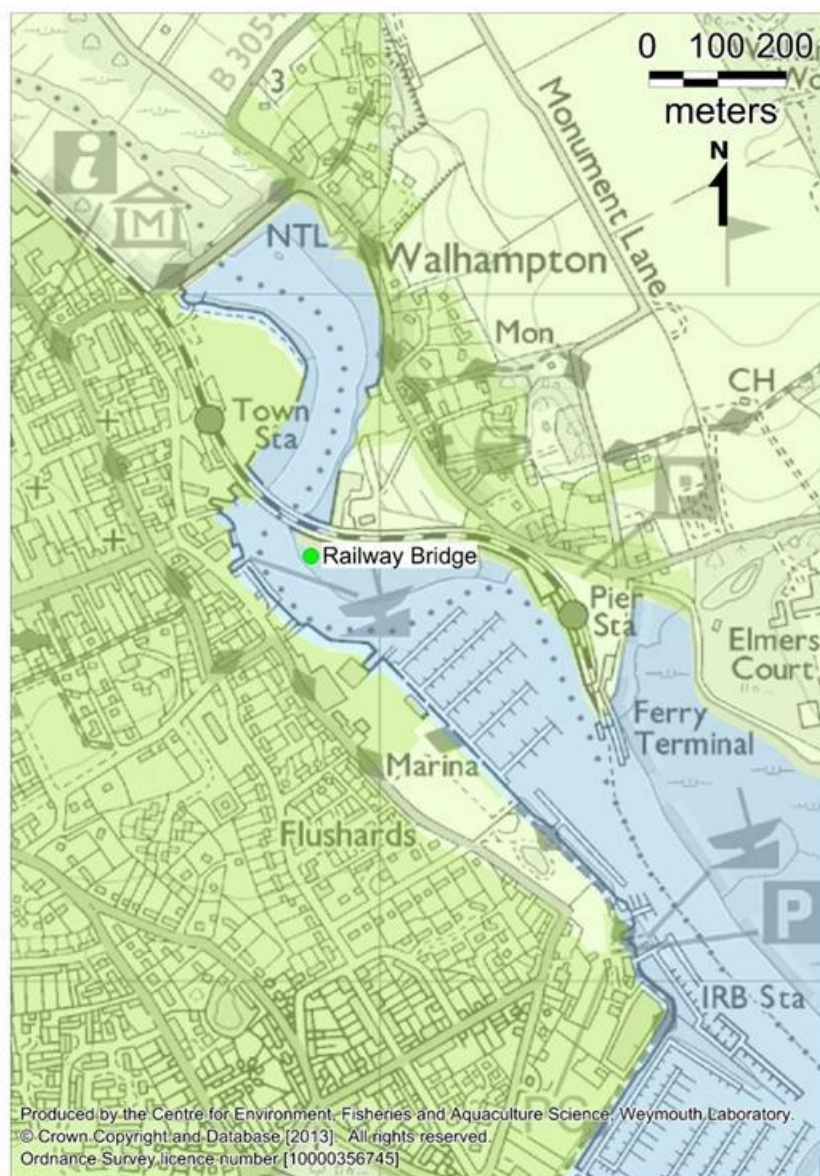 0 100 200
meters
N
B 3054
3
i
M
NTL
Walhampton
Monument Lane
Mon
CH
Town
Sta
Railway Bridge
Pier
Sta
Elmers
Court
Ferry
Terminal
Marina
Flushards
P
IRB Sta
Produced by the Centre for Environment, Fisheries and Aquaculture Science, Weymouth Laboratory.
© Crown Copyright and Database [2013]. All rights reserved.
Ordnance Survey licence number [10000356745]